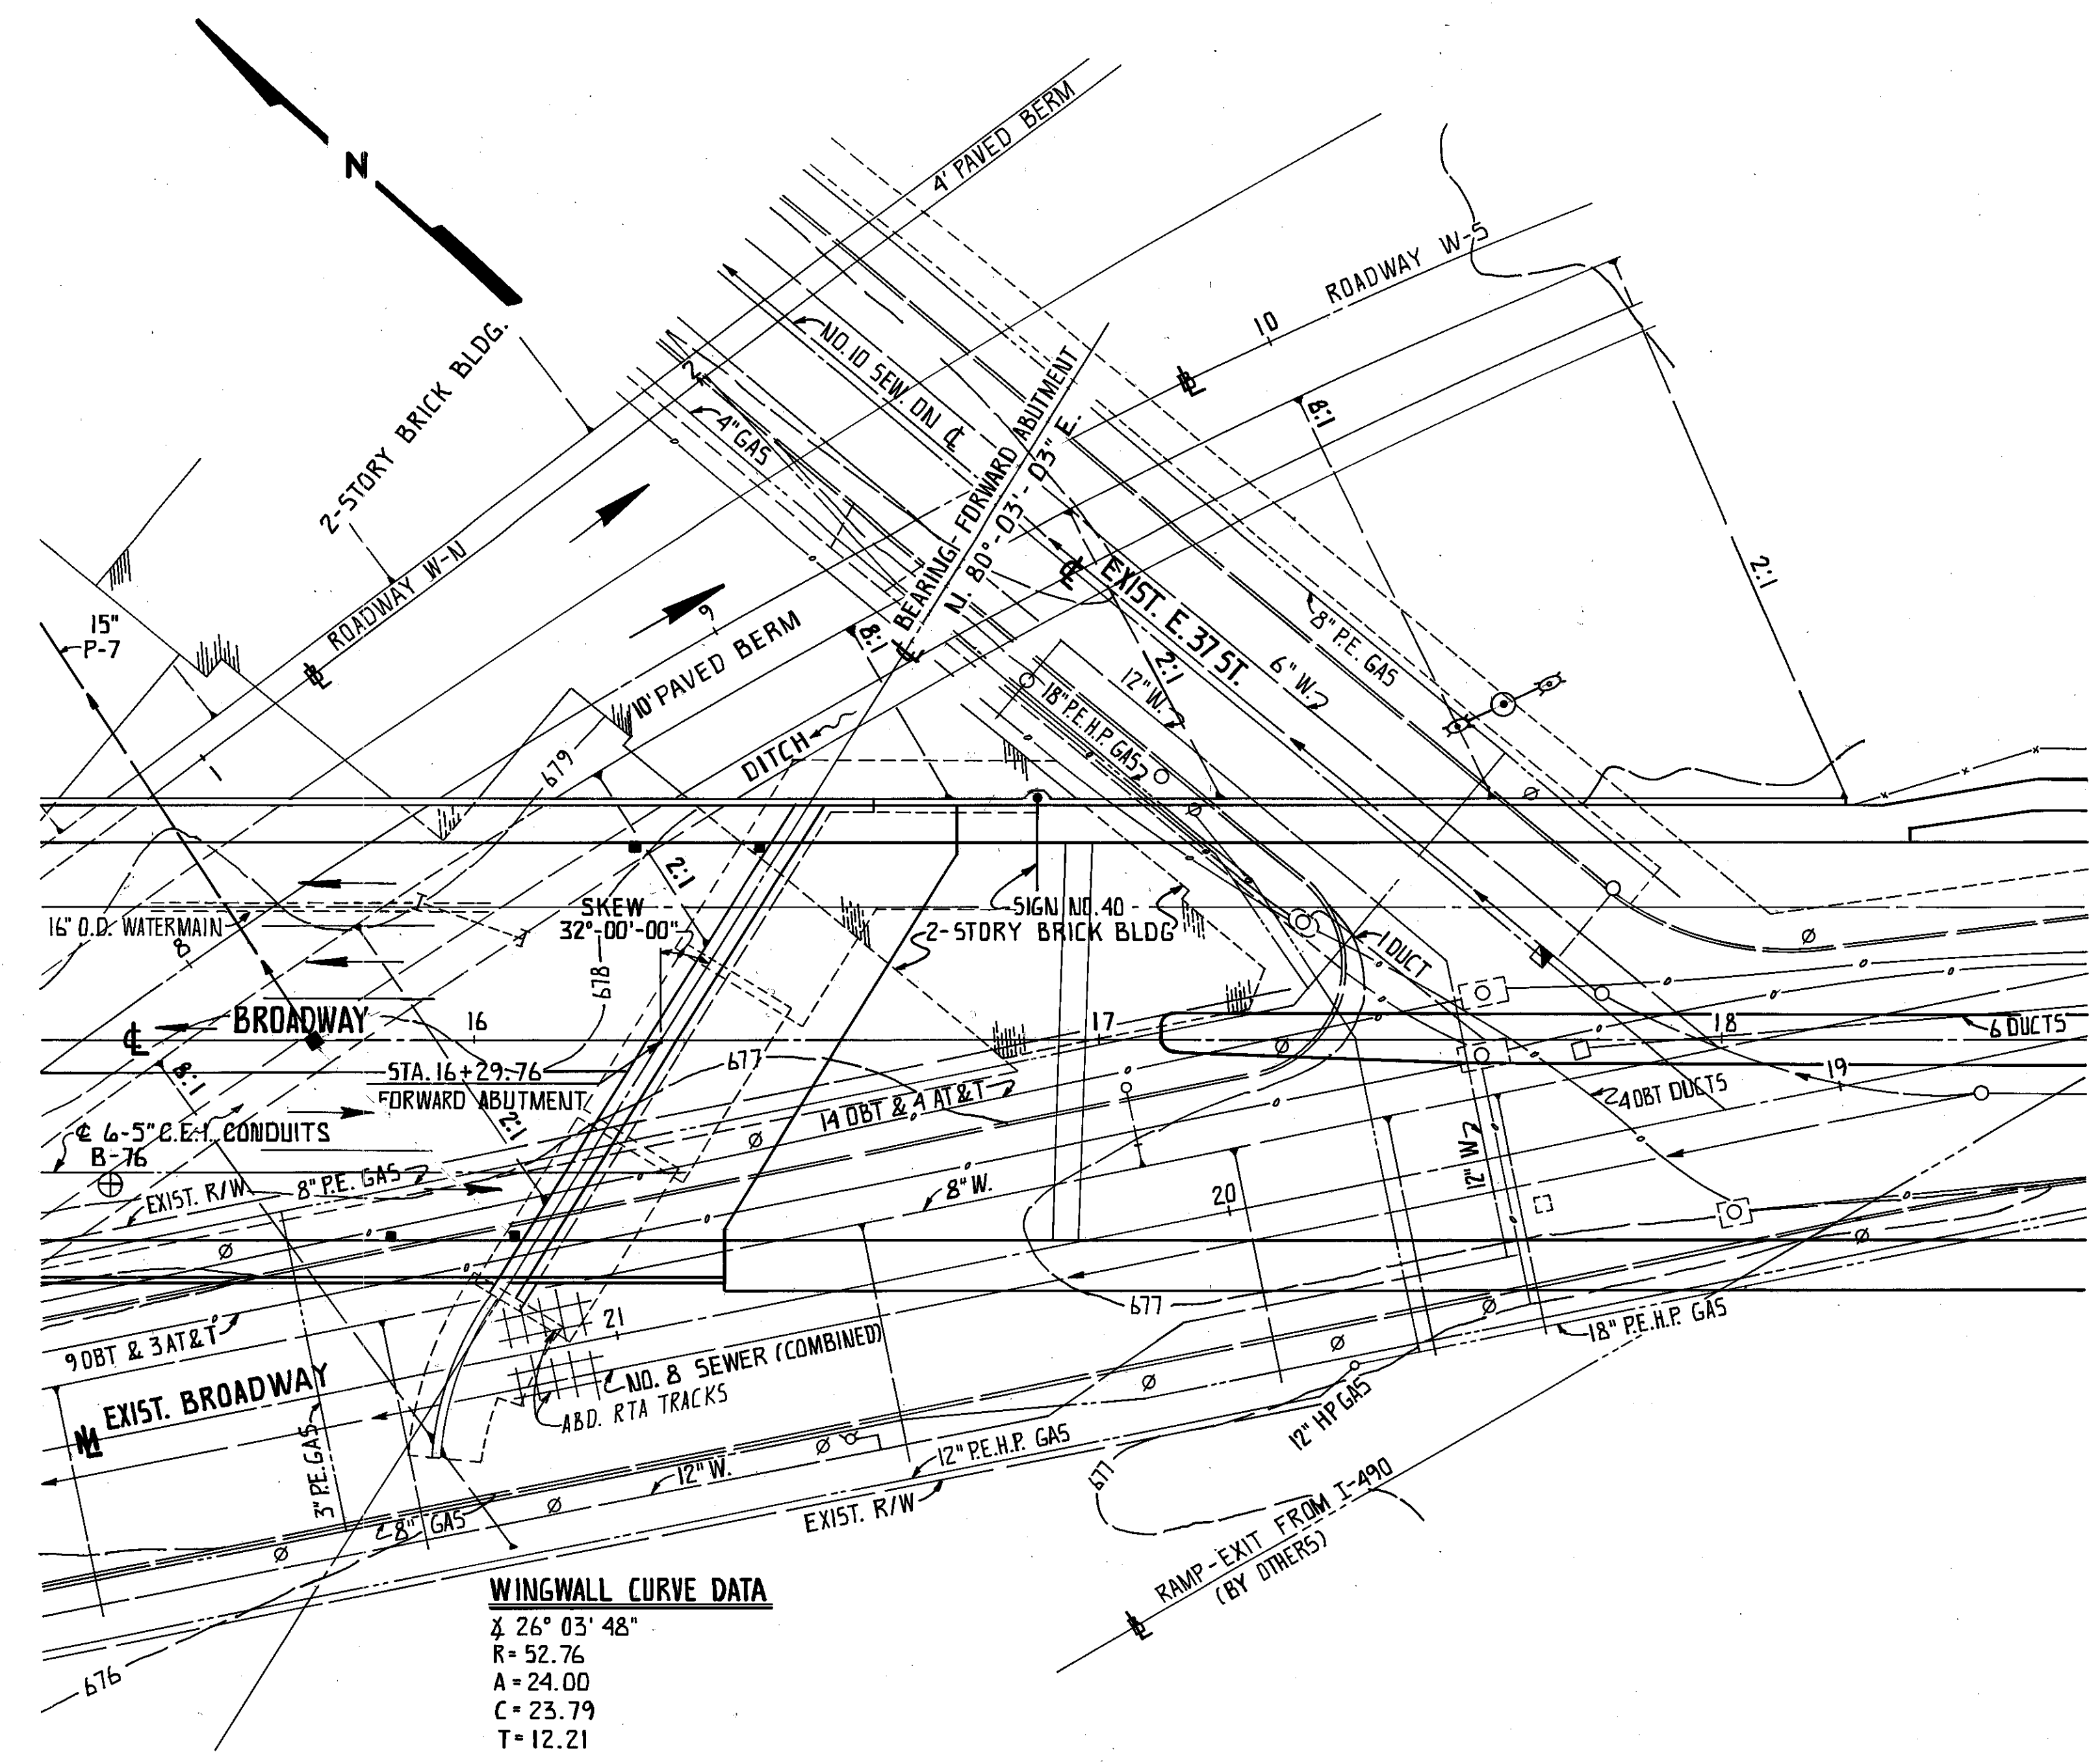 N
4' PAVED BERM
ROADWAY W-S
10
2-STORY BRICK BLDG.
NO. 10 SEW. ON ℄
4" GAS
8:1
℄ BEARING-FORWARD ABUTMENT
N. 80°-03'-03" E.
2:1
ROADWAY W-N
9
EXIST. E. 37 ST.
8" P.E. GAS
15"
P-7
10' PAVED BERM
8:1
2:1
6" W.
12" W.
18" P.E.H.P. GAS
DITCH
679
2:1
SKEW
32°-00'-00"
SIGN NO. 40
2-STORY BRICK BLDG
16" O.D. WATERMAIN
8
678
1 DUCT
℄
BROADWAY
16
17
18
6 DUCTS
STA. 16+29.76
FORWARD ABUTMENT
677
8:1
2:1
14 OBT & 4 AT&T
19
4 OBT DUCTS
℄ 6-5" C.E.I. CONDUITS
B-76
12" W.
EXIST. R/W
8" P.E. GAS
8" W.
20
677
18" P.E.H.P. GAS
9 OBT & 3 AT&T
21
NO. 8 SEWER (COMBINED)
ABD. RTA TRACKS
EXIST. BROADWAY
3" P.E. GAS
12" HP GAS
12" P.E.H.P. GAS
12" W.
EXIST. R/W
8" GAS
677
RAMP-EXIT FROM I-490
(BY OTHERS)
676
WINGWALL CURVE DATA
∡ 26° 03' 48"
R= 52.76
A = 24.00
C = 23.79
T= 12.21